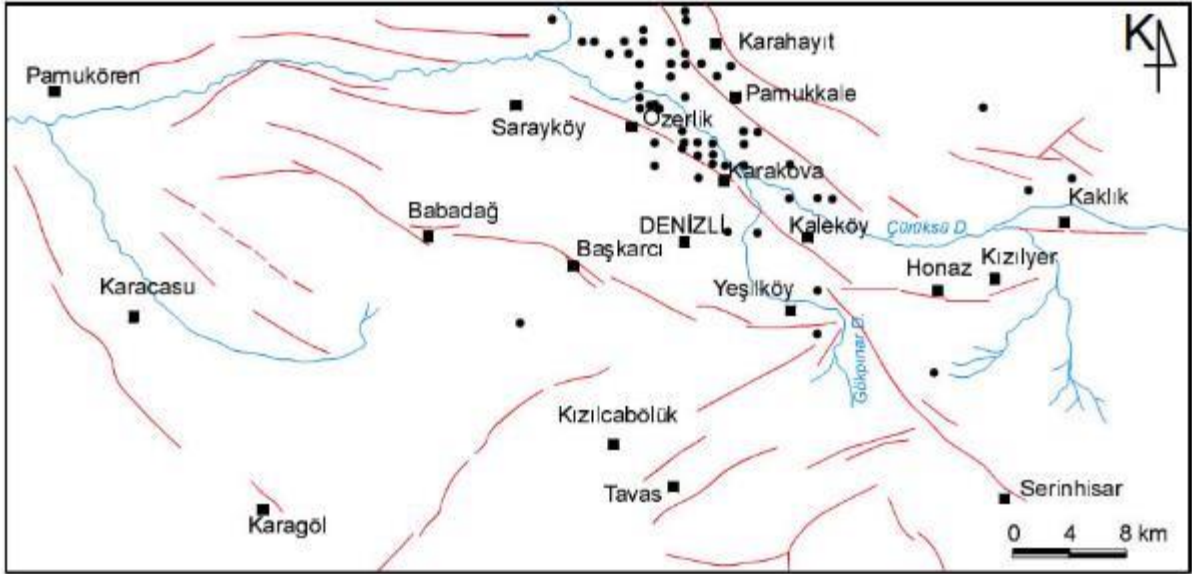 K
Karahayıt
Pamukören
Pamukkale
Sarayköy
Özerlik
Karakova
Kaklık
Babadağ
DENİZLİ
Kaleköy
Çürüksü D.
Başkarcı
Honaz
Kızılyer
Karacasu
Yeşilköy
Gökpınar D.
Kızılcabölük
Tavas
Serinhisar
Karagöl
0 4 8 km